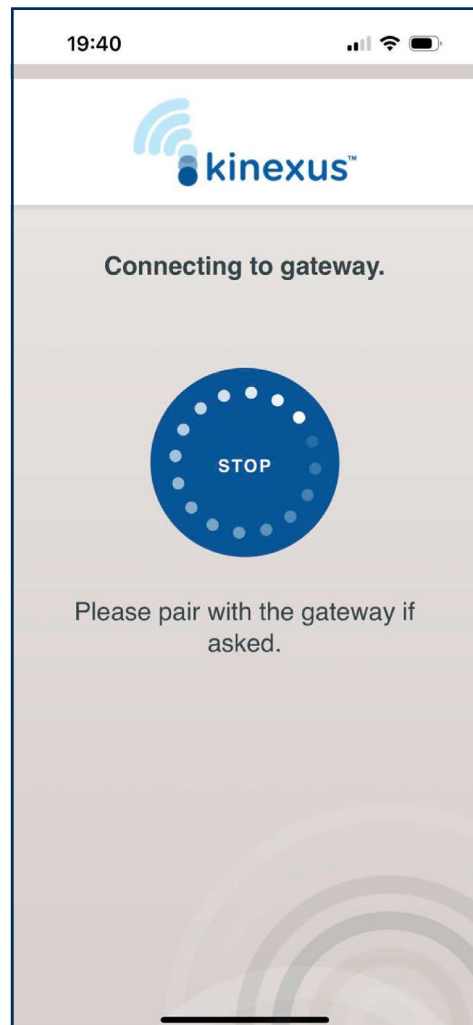 19:40
kinexus™
Connecting to gateway.
STOP
Please pair with the gateway if
asked.